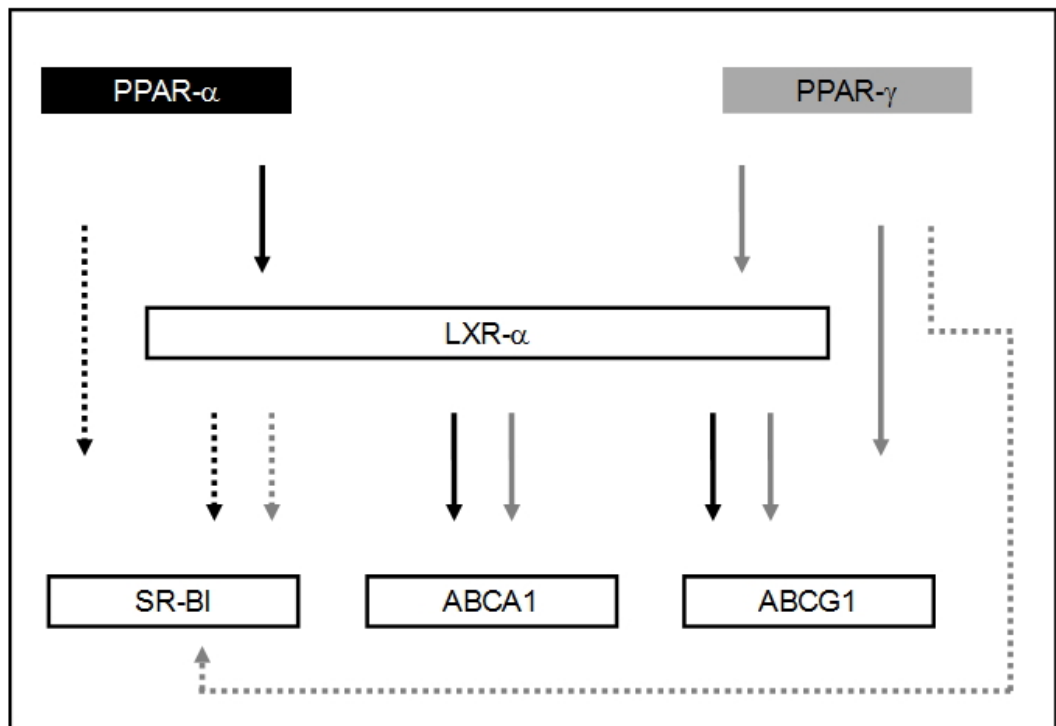 PPAR-α
PPAR-γ
LXR-α
SR-BI
ABCA1
ABCG1